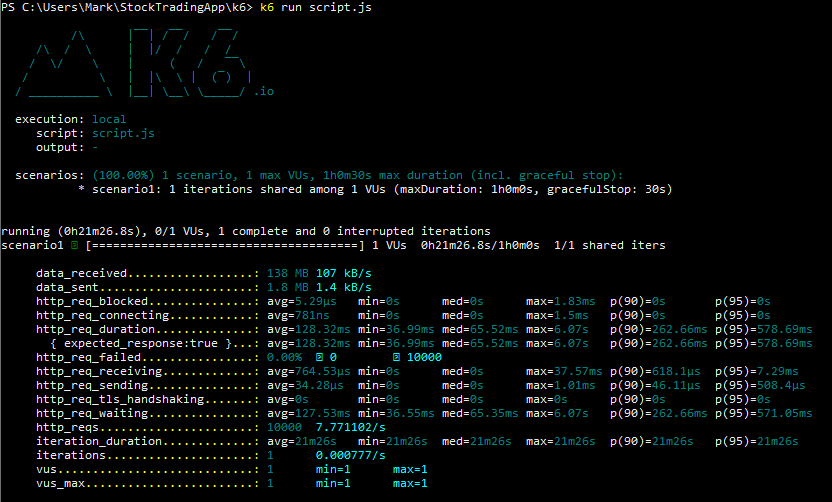 PS C:\Users\Mark\StockTradingApp\k6> k6 run script.js
.io
execution: local
script: script.js
output: -
scenarios: (100.00%) 1 scenario, 1 max VUs, 1h0m30s max duration (incl. graceful stop):
* scenario1: 1 iterations shared among 1 VUs (maxDuration: 1h0m0s, gracefulStop: 30s)
running (0h21m26.8s), 0/1 VUs, 1 complete and 0 interrupted iterations
scenario1 [======================================] 1 VUs 0h21m26.8s/1h0m0s 1/1 shared iters
data_received..................: 138 MB 107 kB/s
data_sent......................: 1.8 MB 1.4 kB/s
http_req_blocked...............: avg=5.29µs min=0s med=0s max=1.83ms p(90)=0s p(95)=0s
http_req_connecting............: avg=781ns min=0s med=0s max=1.5ms p(90)=0s p(95)=0s
http_req_duration..............: avg=128.32ms min=36.99ms med=65.52ms max=6.07s p(90)=262.66ms p(95)=578.69ms
{ expected_response:true }...: avg=128.32ms min=36.99ms med=65.52ms max=6.07s p(90)=262.66ms p(95)=578.69ms
http_req_failed................: 0.00% 0 10000
http_req_receiving.............: avg=764.53µs min=0s med=0s max=37.57ms p(90)=618.1µs p(95)=7.29ms
http_req_sending...............: avg=34.28µs min=0s med=0s max=1.01ms p(90)=46.11µs p(95)=508.4µs
http_req_tls_handshaking.......: avg=0s min=0s med=0s max=0s p(90)=0s p(95)=0s
http_req_waiting...............: avg=127.53ms min=36.55ms med=65.35ms max=6.07s p(90)=262.66ms p(95)=571.05ms
http_reqs......................: 10000 7.771102/s
iteration_duration.............: avg=21m26s min=21m26s med=21m26s max=21m26s p(90)=21m26s p(95)=21m26s
iterations.....................: 1 0.000777/s
vus............................: 1 min=1 max=1
vus_max........................: 1 min=1 max=1